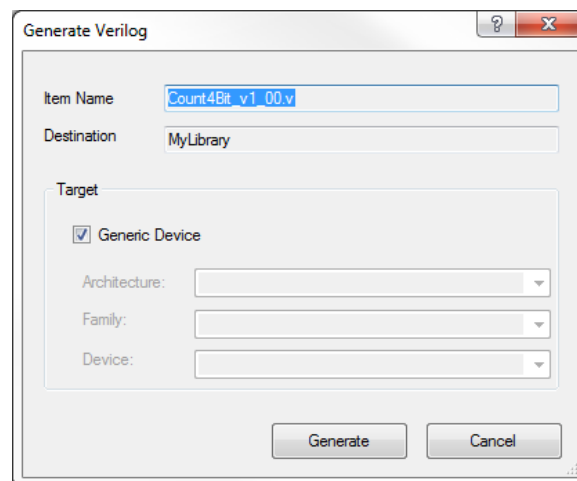 Generate Verilog
Item Name Count4Bit_v1_00.v
Destination MyLibrary
Target
Generic Device
Architecture:
Family:
Device:
Generate Cancel